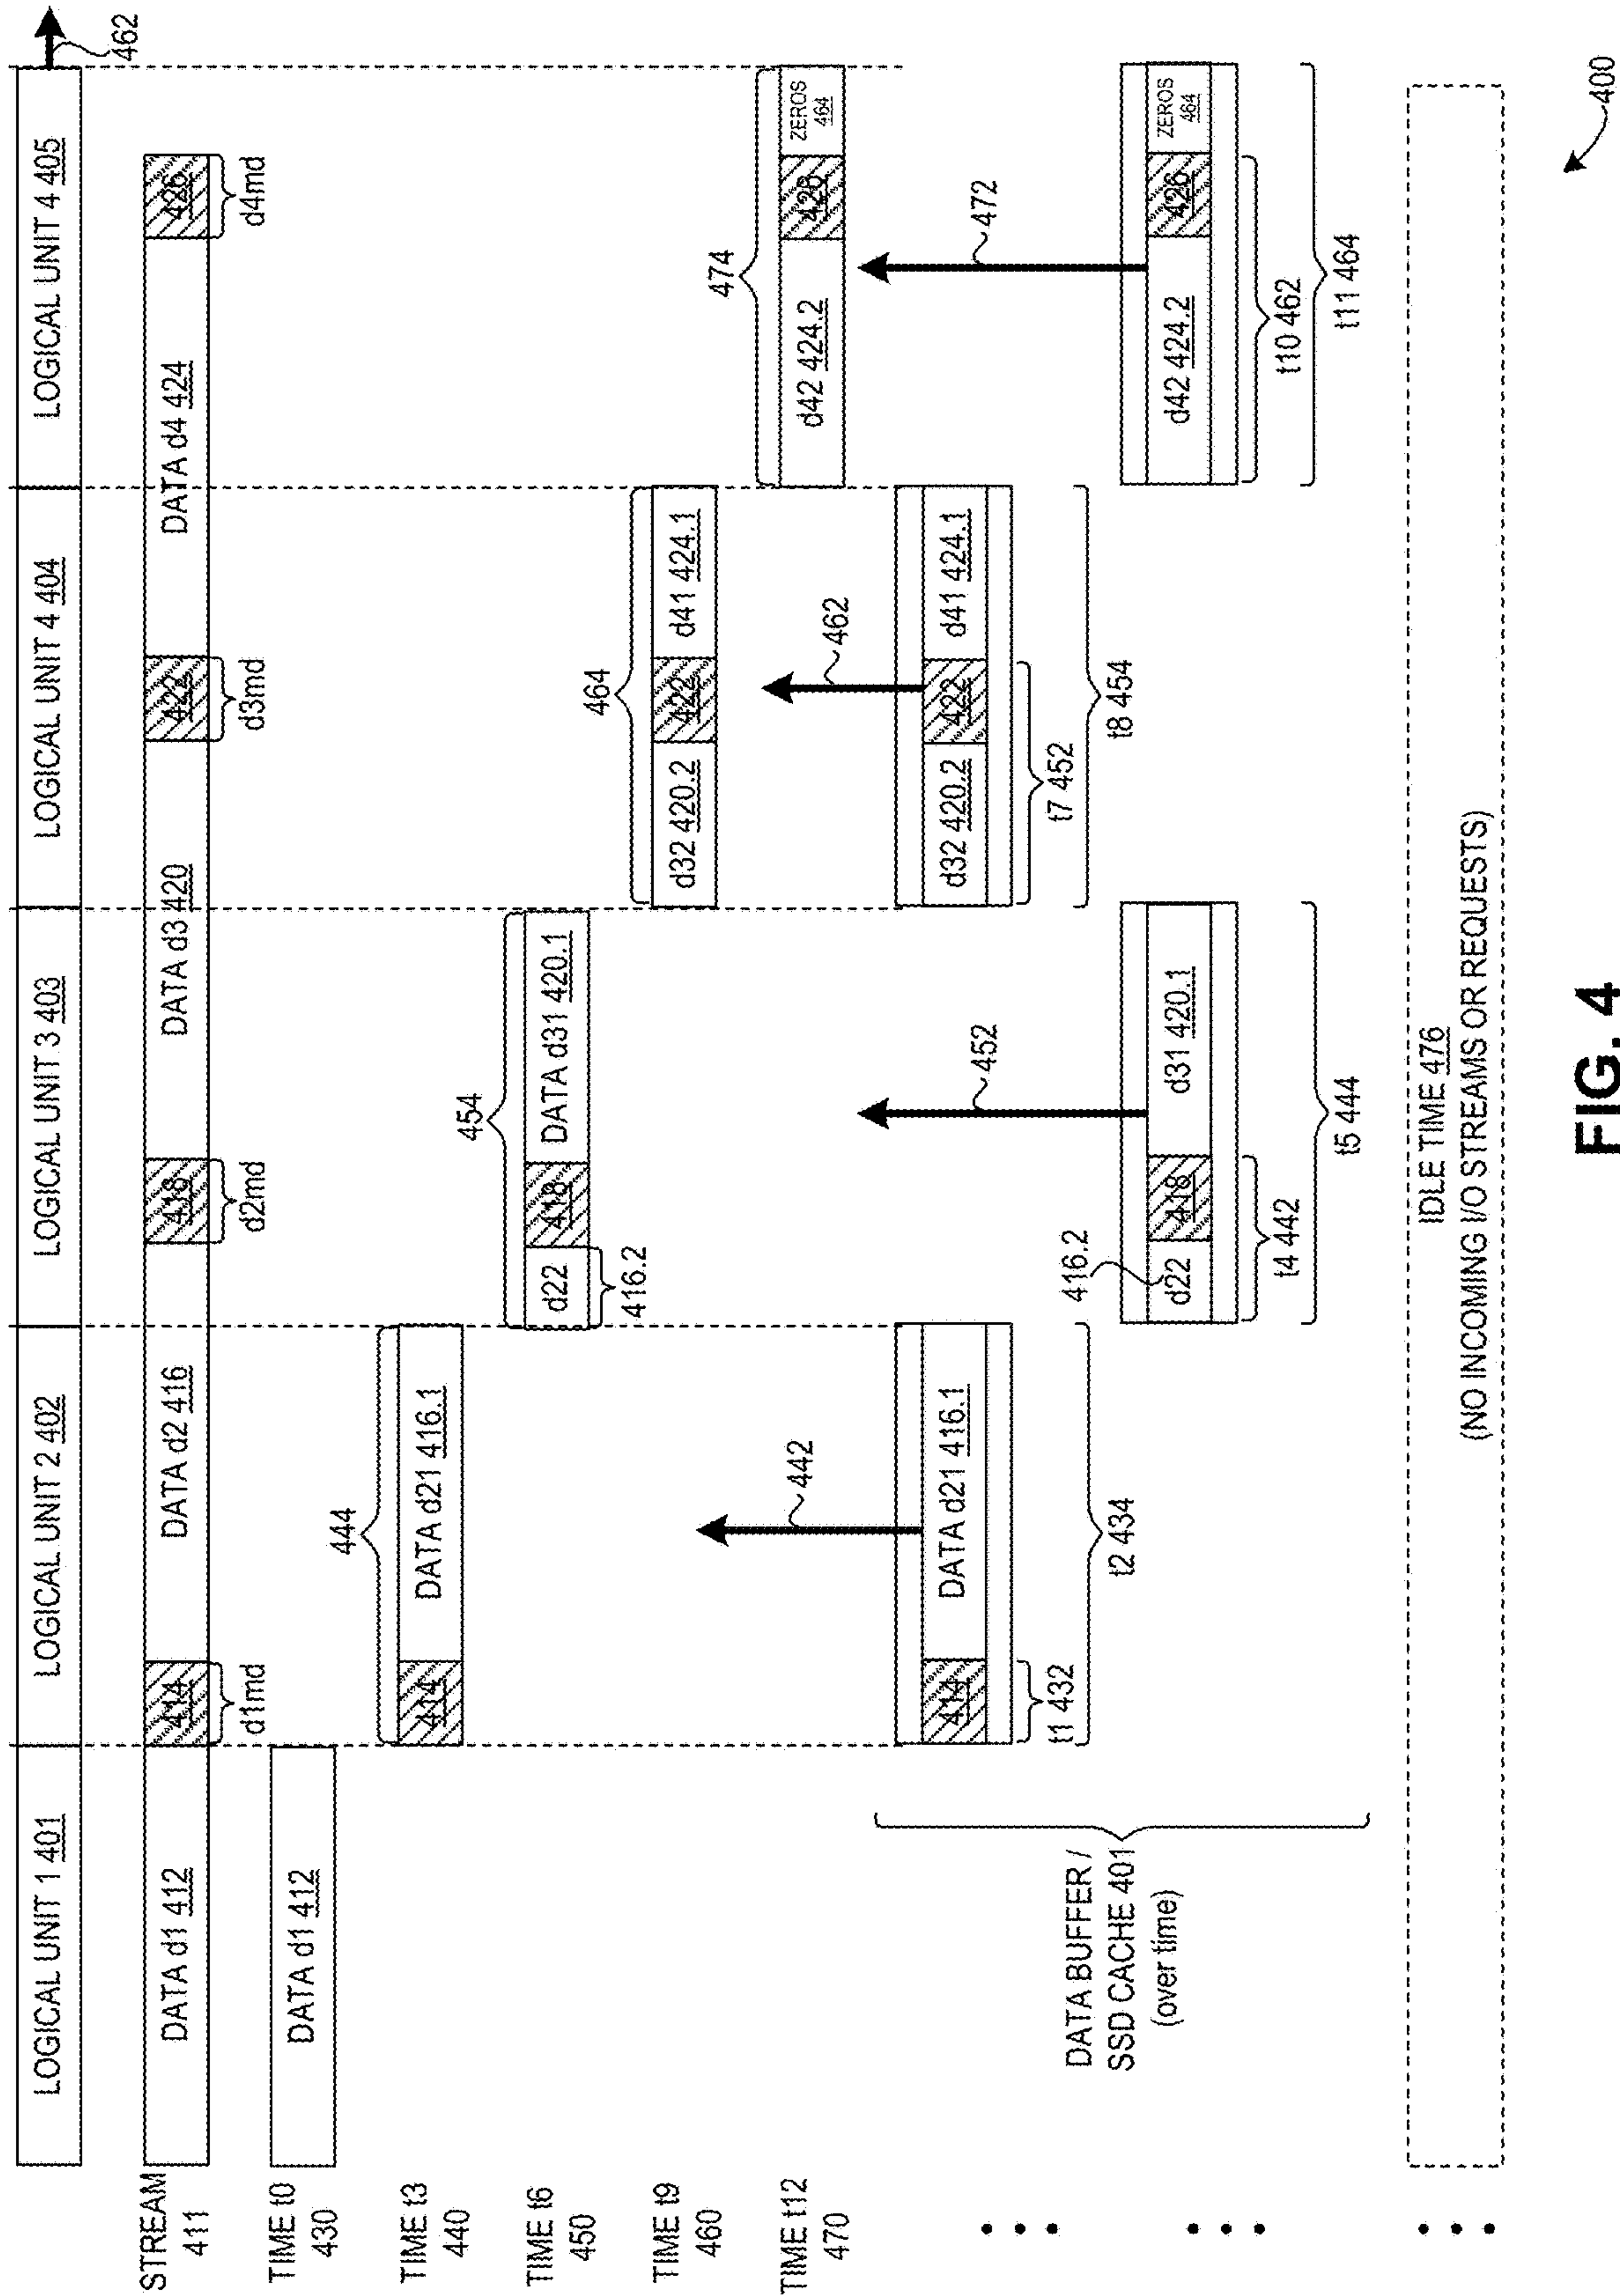 LOGICAL UNIT 1 401
LOGICAL UNIT 2 402
LOGICAL UNIT 3 403
LOGICAL UNIT 4 404
LOGICAL UNIT 4 405
462
STREAM
411
DATA d1 412
414
DATA d2 416
418
DATA d3 420
422
DATA d4 424
426
d1md
d2md
d3md
d4md
TIME t0
430
DATA d1 412
TIME t3
440
444
414
DATA d21 416.1
TIME t6
450
454
d22
418
DATA d31 420.1
416.2
TIME t9
460
464
d32 420.2
422
d41 424.1
TIME t12
470
474
d42 424.2
426
ZEROS
464
442
452
462
472
DATA BUFFER /
SSD CACHE 401
(over time)
414
DATA d21 416.1
t1 432
t2 434
d32 420.2
422
d41 424.1
t7 452
t8 454
416.2
d22
418
d31 420.1
t4 442
t5 444
d42 424.2
426
ZEROS
464
t10 462
t11 464
IDLE TIME 476
(NO INCOMING I/O STREAMS OR REQUESTS)
400
FIG. 4